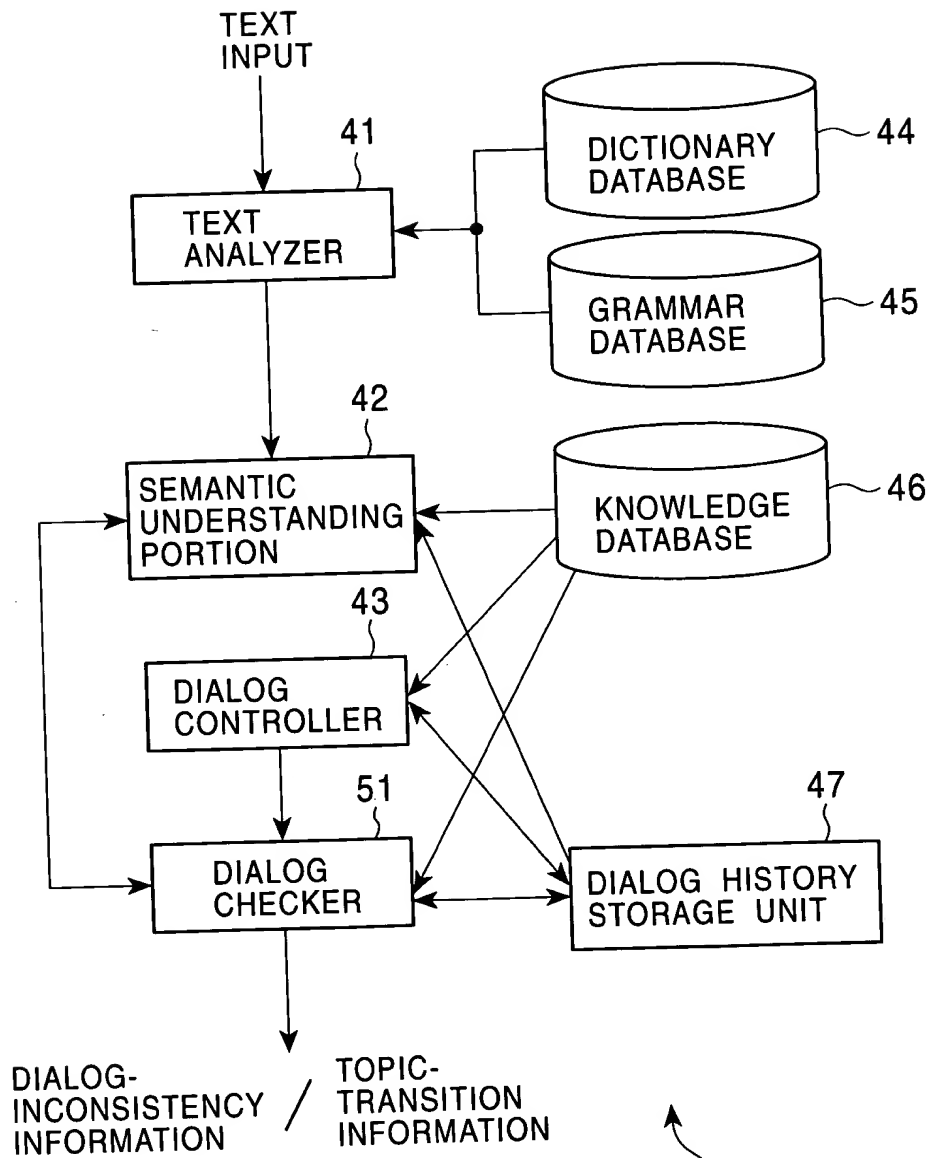 TEXT
INPUT
41
TEXT
ANALYZER
DICTIONARY
DATABASE
44
GRAMMAR
DATABASE
45
42
SEMANTIC
UNDERSTANDING
PORTION
KNOWLEDGE
DATABASE
46
43
DIALOG
CONTROLLER
51
DIALOG
CHECKER
47
DIALOG HISTORY
STORAGE UNIT
DIALOG-
INCONSISTENCY
INFORMATION
/
TOPIC-
TRANSITION
INFORMATION